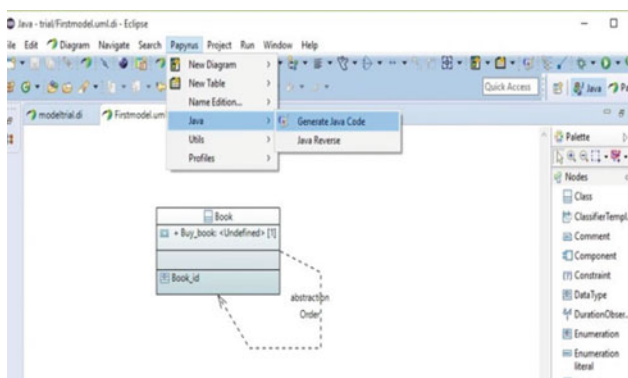 Java - trial/Firstmodel.uml.di - Eclipse
ile Edit Diagram Navigate Search Papyrus Project Run Window Help
New Diagram
New Table
Name Edition...
Java
Utils
Profiles
Generate Java Code
Java Reverse
Quick Access
Java
Pa
modeltrial.di
Firstmodel.um
Palette
Nodes
Class
ClassifierTempl
Comment
Component
Constraint
DataType
DurationObser..
Enumeration
Enumeration
literal
Book
+ Buy_book: <Undefined> [1]
Book_id
abstraction
Order